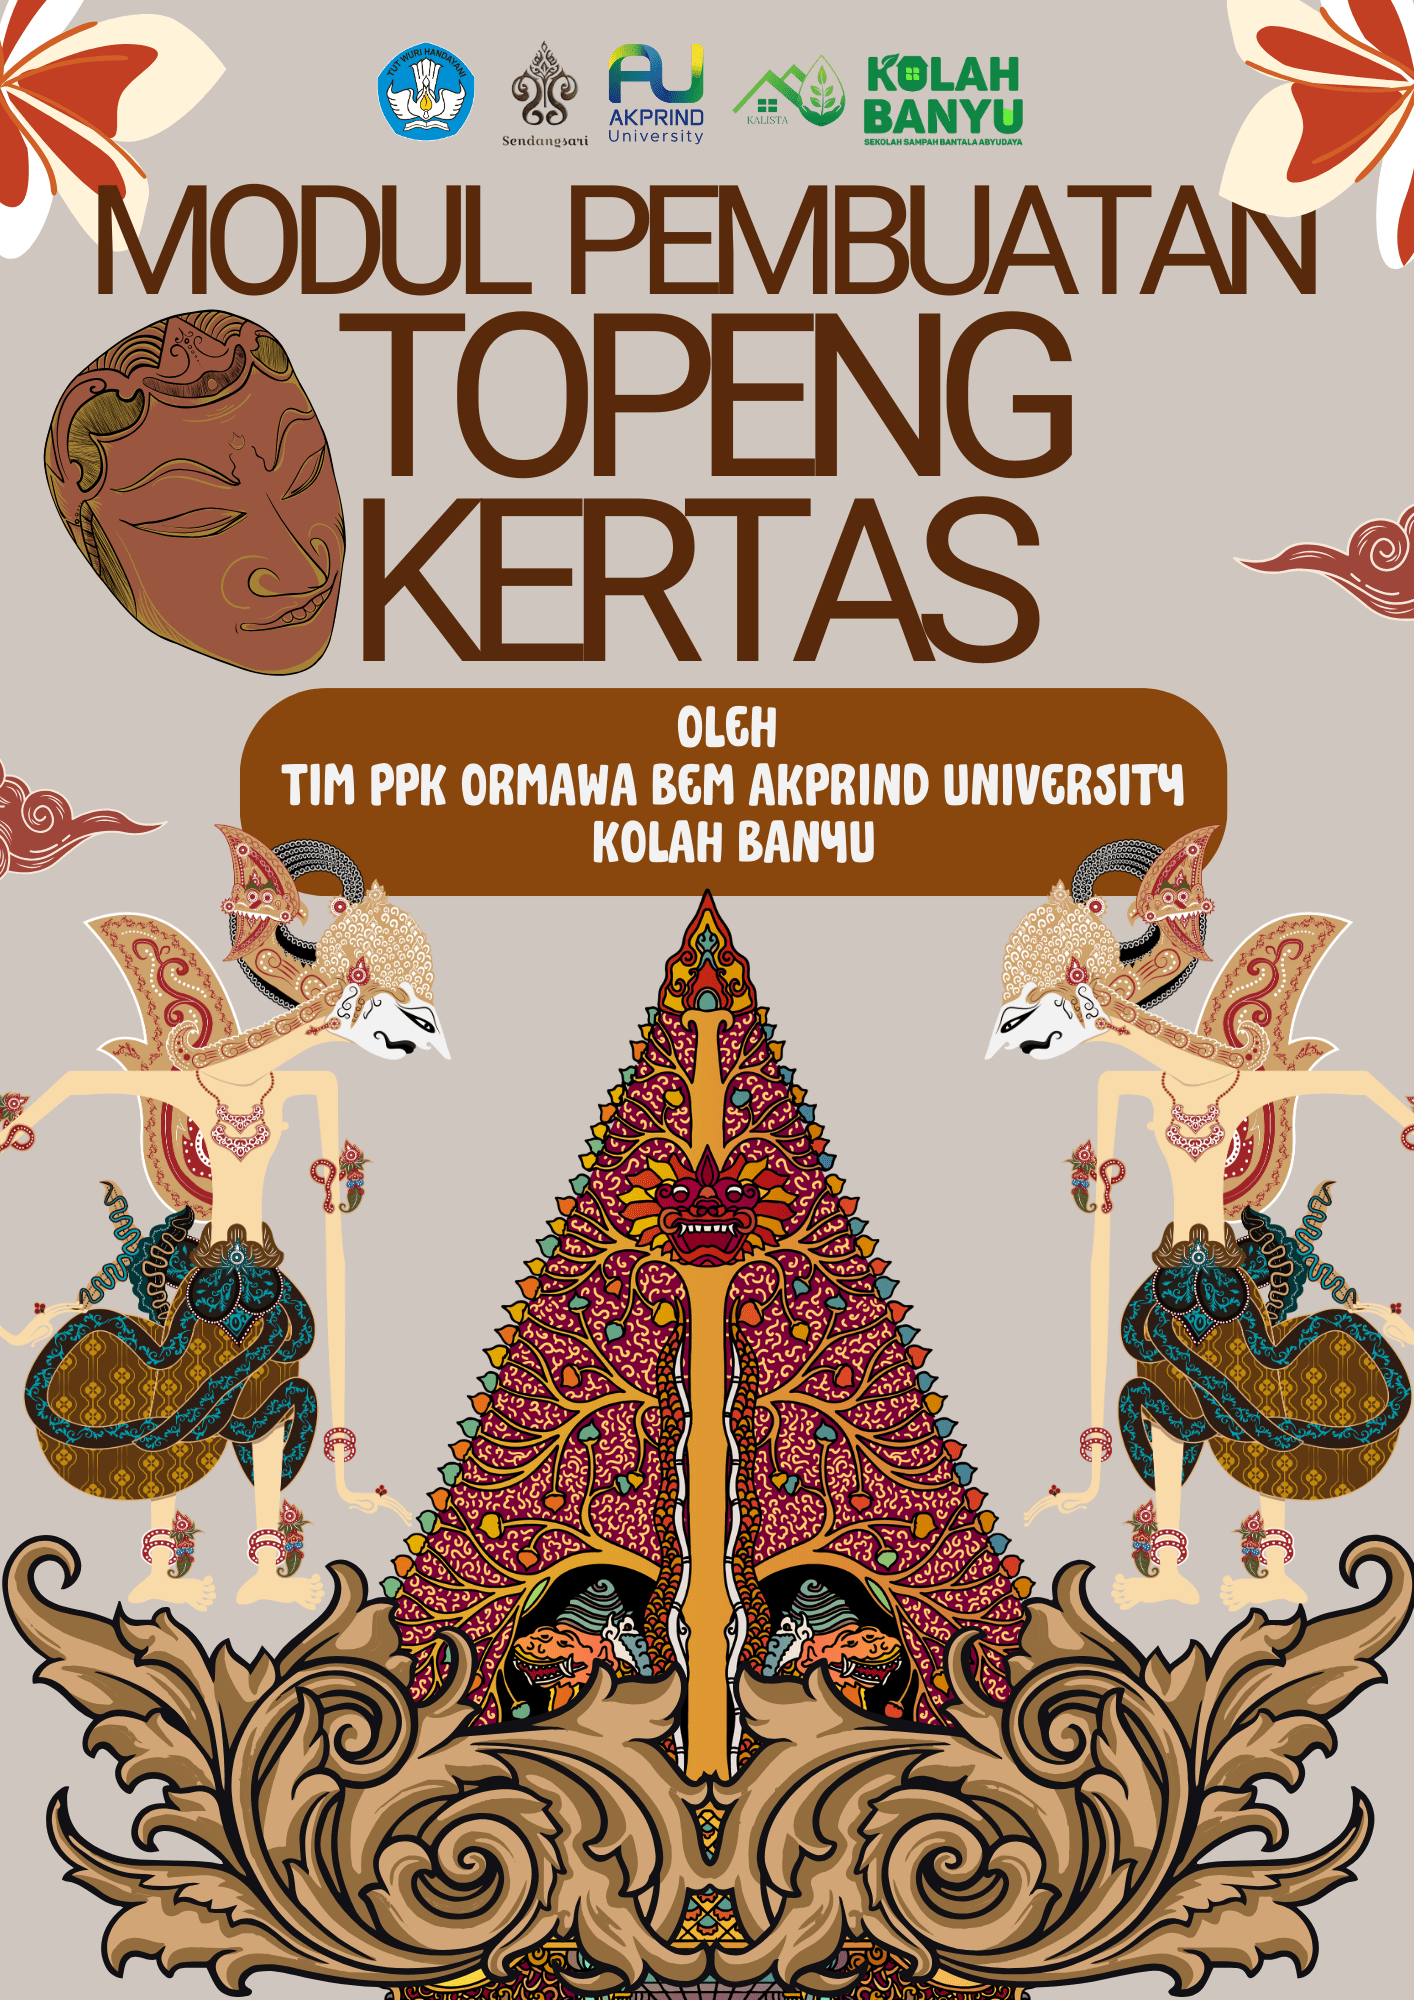 TUT WURI HANDAYANI
Sendangsari
AKPRIND
University
KALISTA
KOLAH
BANYU
SEKOLAH SAMPAH BANTALA ABYUDAYA
MODUL PEMBUATAN
TOPENG
KERTAS
OLEH
TIM PPK ORMAWA BEM AKPRIND UNIVERSITY
KOLAH BANYU